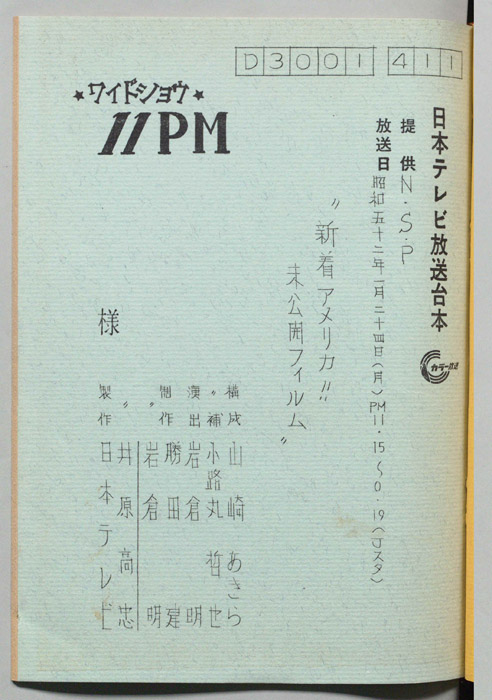 D3001 411
日本テレビ放送台本
カラー放送
提供 N・S・P
放送日 昭和五十二年一月二十四日(月)PM11・15〜0・19(Jスタ)
★ワイドショウ★
11PM
"新着アメリカ!!
未公開フィルム"
様
構成 山崎 あきら
〃補 小路丸 哲也
演出 岩倉 明
制作 勝田 建
〃 岩倉 明
〃 井原 高忠
製作 日本テレビ